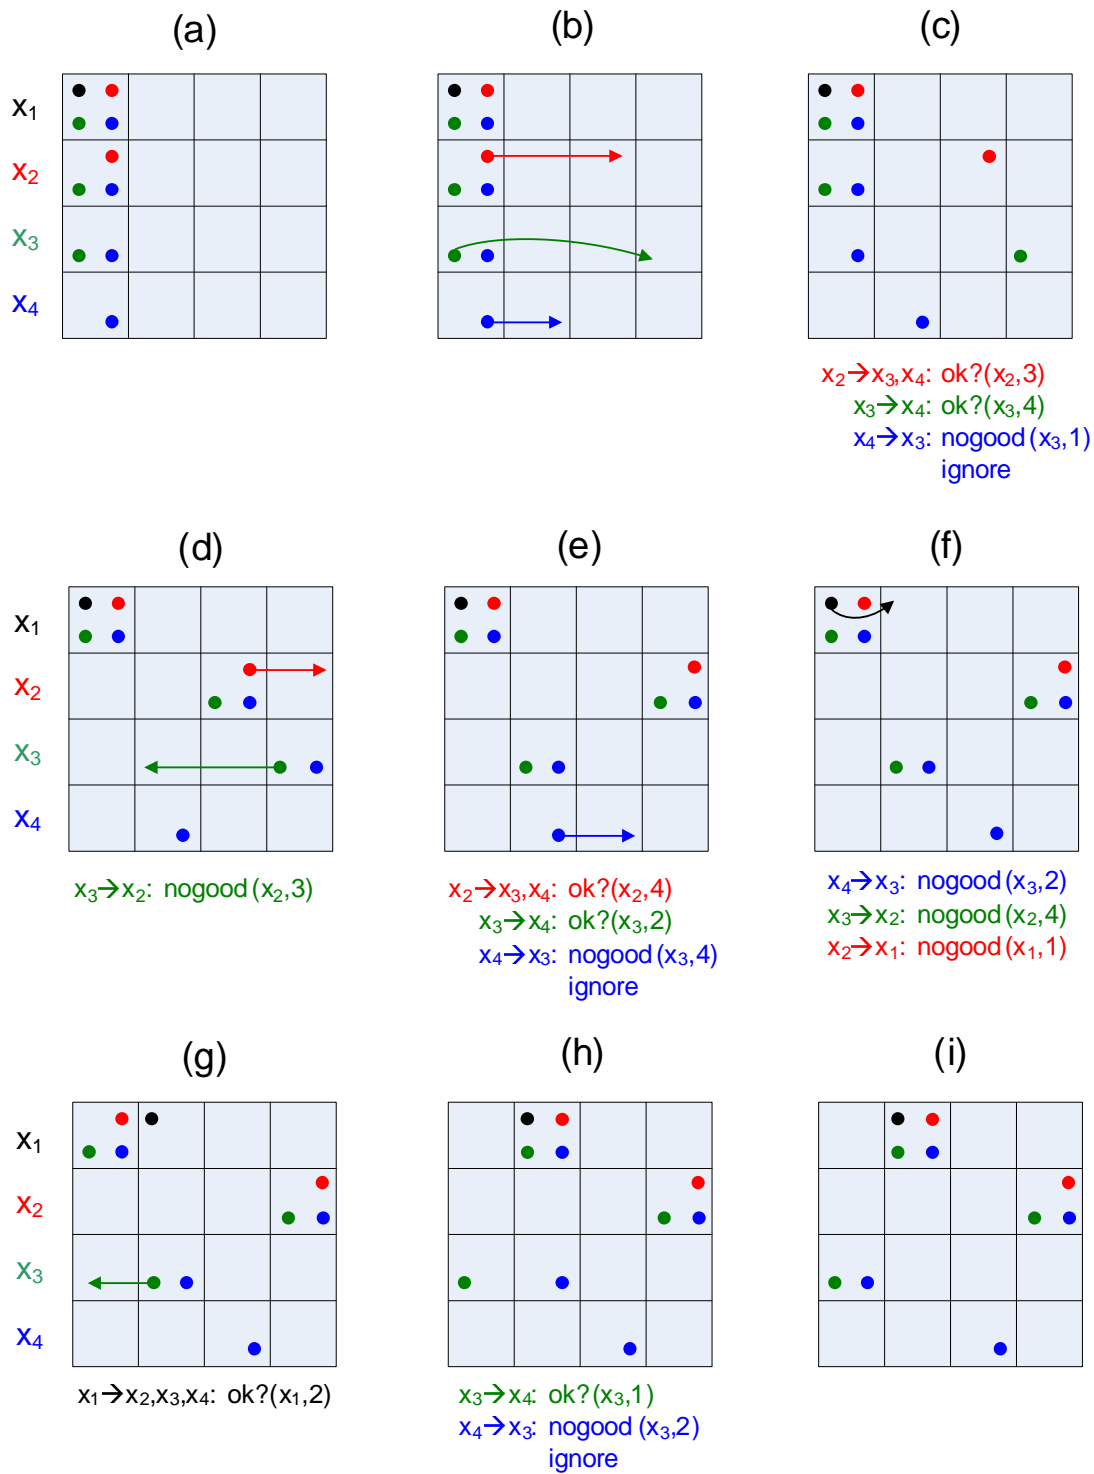 (a) (b) (c)
x₁
x₂
x₃
x₄
x₂→x₃,x₄: ok?(x₂,3)
x₃→x₄: ok?(x₃,4)
x₄→x₃: nogood(x₃,1)
ignore
(d) (e) (f)
x₁
x₂
x₃
x₄
x₃→x₂: nogood(x₂,3)
x₂→x₃,x₄: ok?(x₂,4)
x₃→x₄: ok?(x₃,2)
x₄→x₃: nogood(x₃,4)
ignore
x₄→x₃: nogood(x₃,2)
x₃→x₂: nogood(x₂,4)
x₂→x₁: nogood(x₁,1)
(g) (h) (i)
x₁
x₂
x₃
x₄
x₁→x₂,x₃,x₄: ok?(x₁,2)
x₃→x₄: ok?(x₃,1)
x₄→x₃: nogood(x₃,2)
ignore